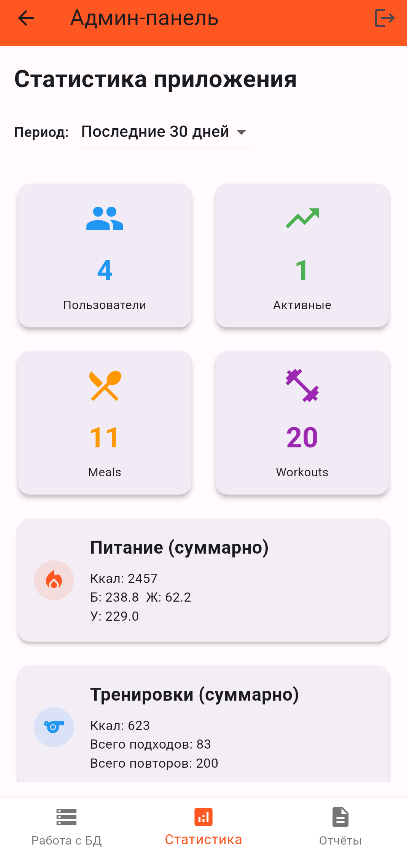 Админ-панель
Статистика приложения
Период: Последние 30 дней
4
Пользователи
1
Активные
11
Meals
20
Workouts
Питание (суммарно)
Ккал: 2457
Б: 238.8 Ж: 62.2
У: 229.0
Тренировки (суммарно)
Ккал: 623
Всего подходов: 83
Всего повторов: 200
Работа с БД
Статистика
Отчёты